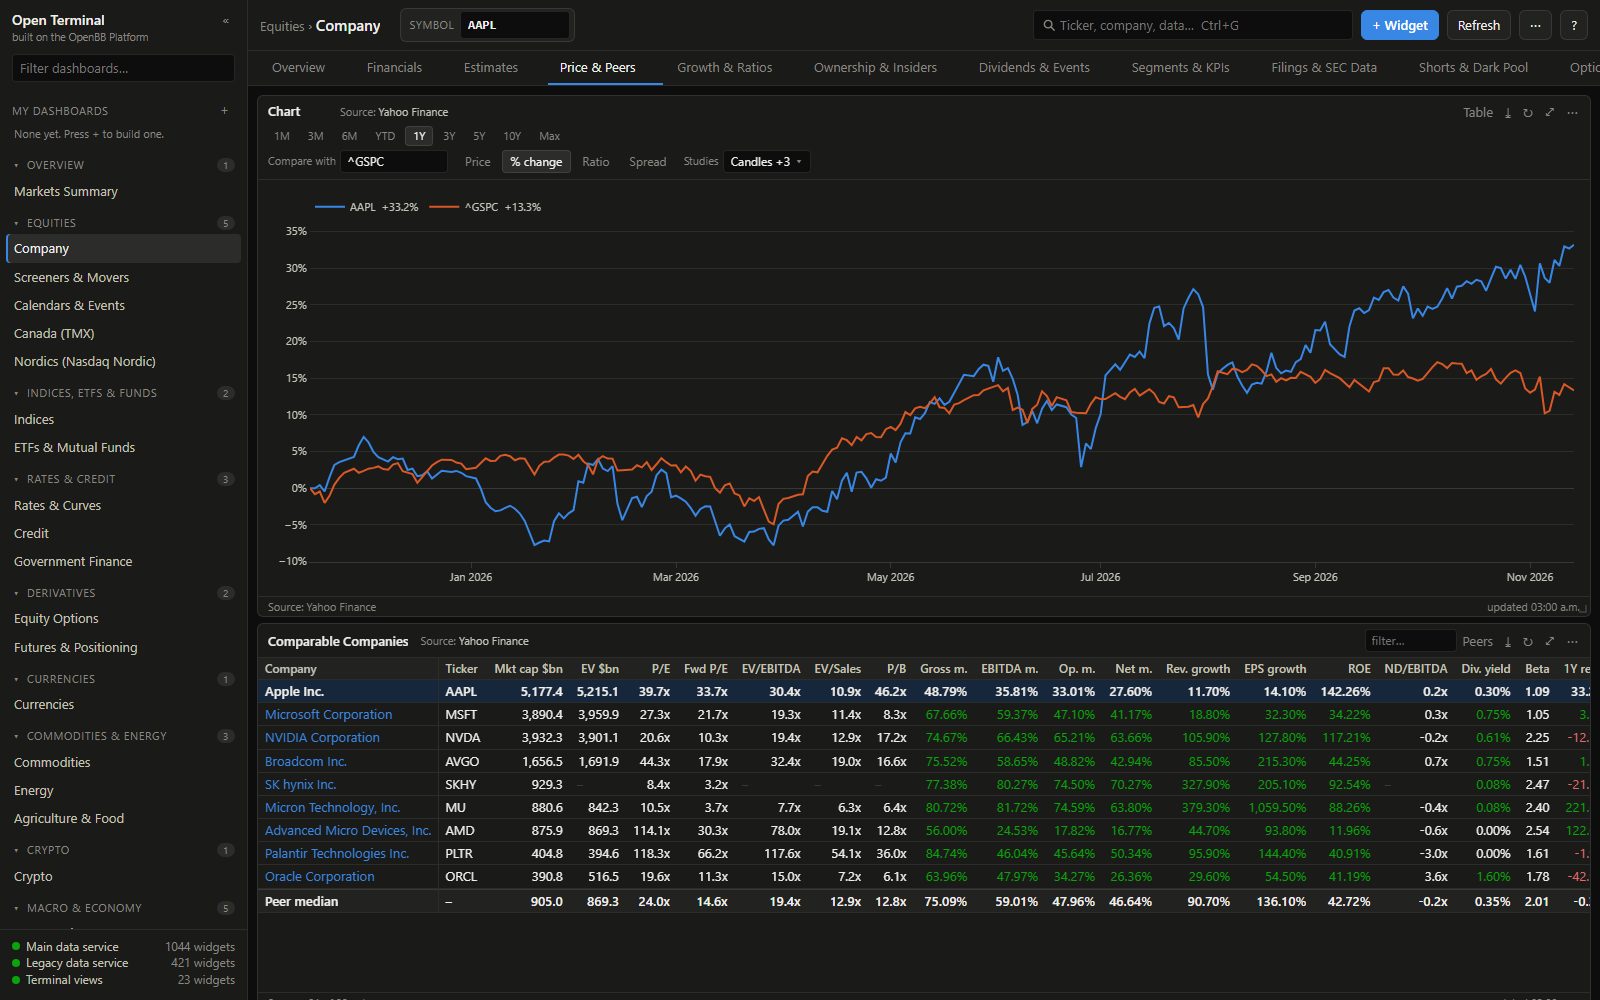 Open Terminal «
built on the OpenBB Platform
Filter dashboards...
MY DASHBOARDS +
None yet. Press + to build one.
OVERVIEW 1
Markets Summary
EQUITIES 5
Company
Screeners & Movers
Calendars & Events
Canada (TMX)
Nordics (Nasdaq Nordic)
INDICES, ETFS & FUNDS 2
Indices
ETFs & Mutual Funds
RATES & CREDIT 3
Rates & Curves
Credit
Government Finance
DERIVATIVES 2
Equity Options
Futures & Positioning
CURRENCIES 1
Currencies
COMMODITIES & ENERGY 3
Commodities
Energy
Agriculture & Food
CRYPTO 1
Crypto
MACRO & ECONOMY 5
Main data service 1044 widgets
Legacy data service 421 widgets
Terminal views 23 widgets
Equities › Company SYMBOL AAPL Ticker, company, data... Ctrl+G + Widget Refresh ... ?
Overview Financials Estimates Price & Peers Growth & Ratios Ownership & Insiders Dividends & Events Segments & KPIs Filings & SEC Data Shorts & Dark Pool Optio
Chart Source: Yahoo Finance Table
1M 3M 6M YTD 1Y 3Y 5Y 10Y Max
Compare with ^GSPC Price % change Ratio Spread Studies Candles +3
AAPL +33.2% ^GSPC +13.3%
35%
30%
25%
20%
15%
10%
5%
0%
−5%
−10%
Jan 2026 Mar 2026 May 2026 Jul 2026 Sep 2026 Nov 2026
Source: Yahoo Finance updated 03:00 a.m.
Comparable Companies Source: Yahoo Finance filter... Peers
Company Ticker Mkt cap $bn EV $bn P/E Fwd P/E EV/EBITDA EV/Sales P/B Gross m. EBITDA m. Op. m. Net m. Rev. growth EPS growth ROE ND/EBITDA Div. yield Beta 1Y re
Apple Inc. AAPL 5,177.4 5,215.1 39.7x 33.7x 30.4x 10.9x 46.2x 48.79% 35.81% 33.01% 27.60% 11.70% 14.10% 142.26% 0.2x 0.30% 1.09 33.
Microsoft Corporation MSFT 3,890.4 3,959.9 27.3x 21.7x 19.3x 11.4x 8.3x 67.66% 59.37% 47.10% 41.17% 18.80% 32.30% 34.22% 0.3x 0.75% 1.05 3.
NVIDIA Corporation NVDA 3,932.3 3,901.1 20.6x 10.3x 19.4x 12.9x 17.2x 74.67% 66.43% 65.21% 63.66% 105.90% 127.80% 117.21% -0.2x 0.61% 2.25 -12.
Broadcom Inc. AVGO 1,656.5 1,691.9 44.3x 17.9x 32.4x 19.0x 16.6x 75.52% 58.65% 48.82% 42.94% 85.50% 215.30% 44.25% 0.7x 0.75% 1.51 1.
SK hynix Inc. SKHY 929.3 – 8.4x 3.2x – – – 77.38% 80.27% 74.50% 70.27% 327.90% 205.10% 92.54% – 0.08% 2.47 -21.
Micron Technology, Inc. MU 880.6 842.3 10.5x 3.7x 7.7x 6.3x 6.4x 80.72% 81.72% 74.59% 63.80% 379.30% 1,059.50% 88.26% -0.4x 0.08% 2.40 221.
Advanced Micro Devices, Inc. AMD 875.9 869.3 114.1x 30.3x 78.0x 19.1x 12.8x 56.00% 24.53% 17.82% 16.77% 44.70% 93.80% 11.96% -0.6x 0.00% 2.54 122.
Palantir Technologies Inc. PLTR 404.8 394.6 118.3x 66.2x 117.6x 54.1x 36.0x 84.74% 46.04% 45.64% 50.34% 95.90% 144.40% 40.91% -3.0x 0.00% 1.61 -1.
Oracle Corporation ORCL 390.8 516.5 19.6x 11.3x 15.0x 7.2x 6.1x 63.96% 47.97% 34.27% 26.36% 29.60% 54.50% 41.19% 3.6x 1.60% 1.78 -42.
Peer median – 905.0 869.3 24.0x 14.6x 19.4x 12.9x 12.8x 75.09% 59.01% 47.96% 46.64% 90.70% 136.10% 42.72% -0.2x 0.35% 2.01 -0.